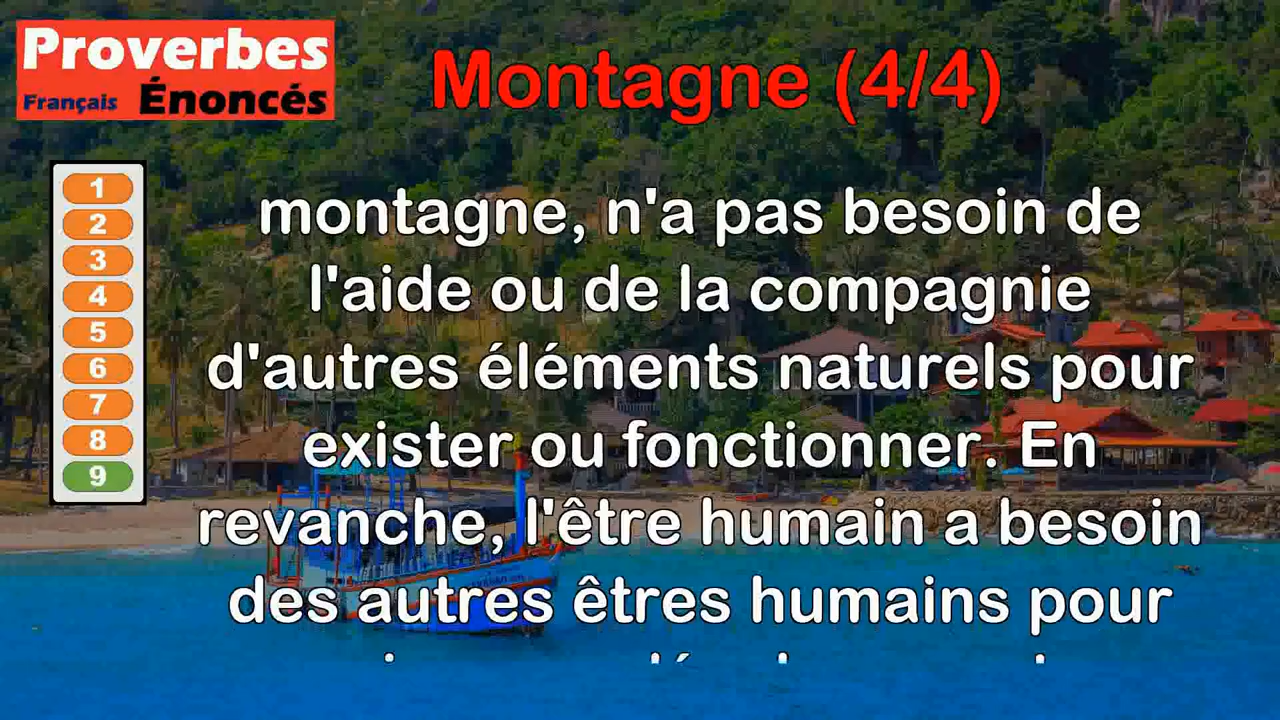 Proverbes
Français Énoncés
Montagne (4/4)
1
2
3
4
5
6
7
8
9
montagne, n'a pas besoin de
l'aide ou de la compagnie
d'autres éléments naturels pour
exister ou fonctionner. En
revanche, l'être humain a besoin
des autres êtres humains pour